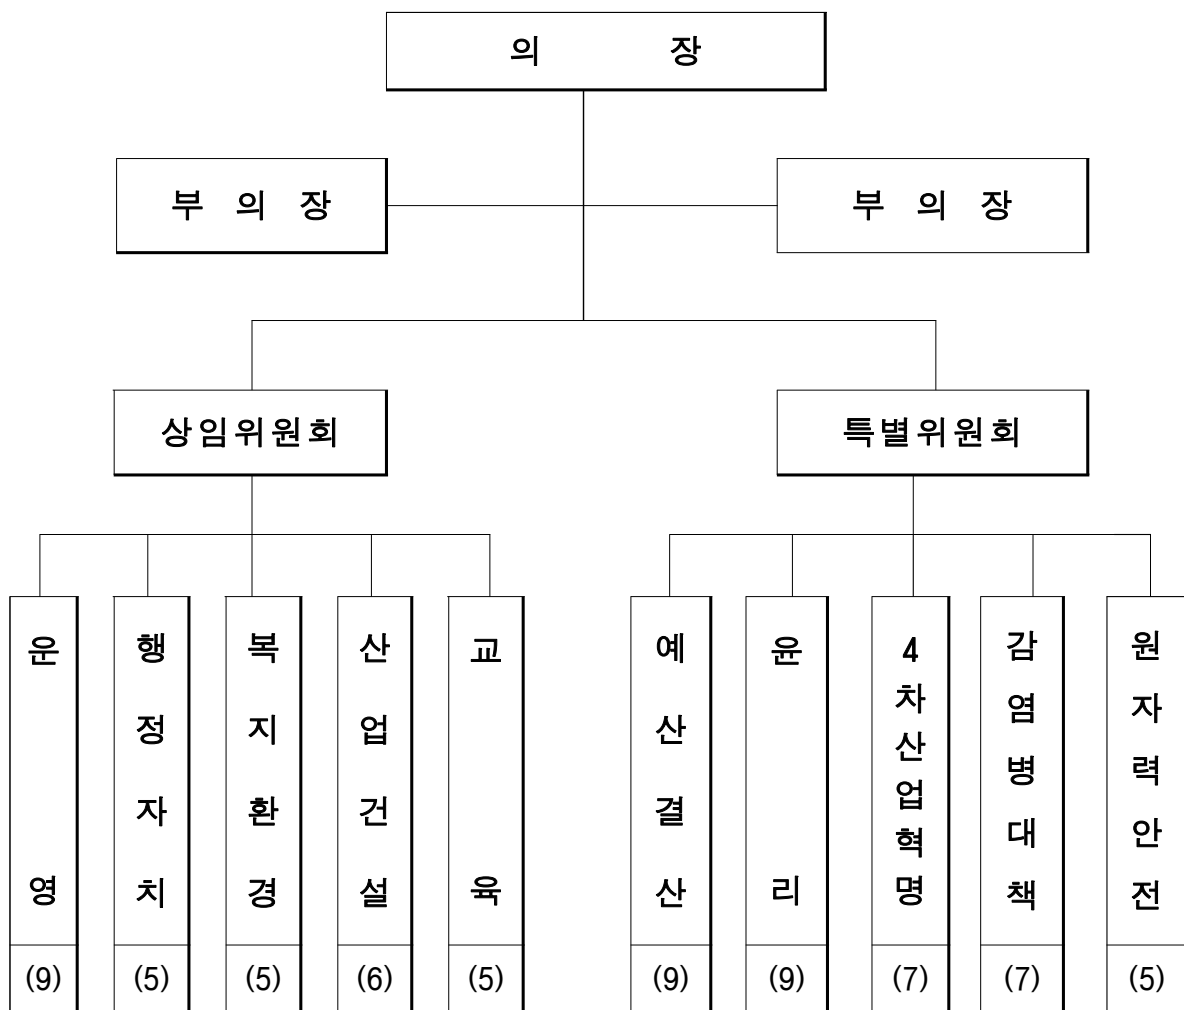 의 장
부 의 장
부 의 장
상임위원회
특별위원회
운영
행정자치
복지환경
산업건설
교육
예산결산
윤리
4차산업혁명
감염병대책
원자력안전
(9)
(5)
(5)
(6)
(5)
(9)
(9)
(7)
(7)
(5)